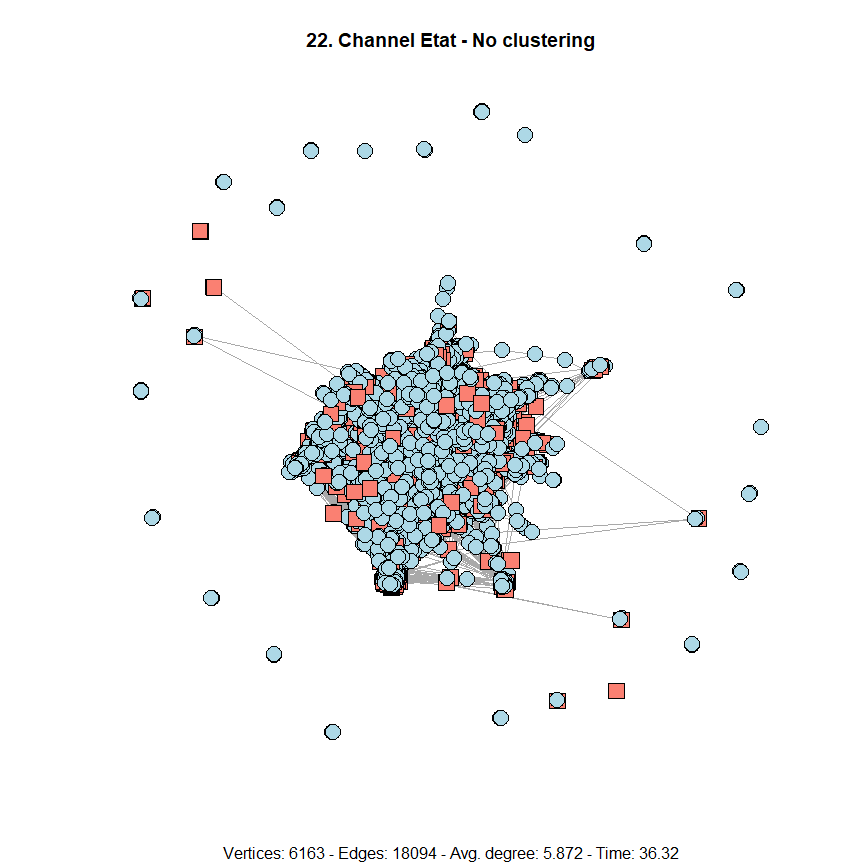 22. Channel Etat - No clustering
Vertices: 6163 - Edges: 18094 - Avg. degree: 5.872 - Time: 36.32